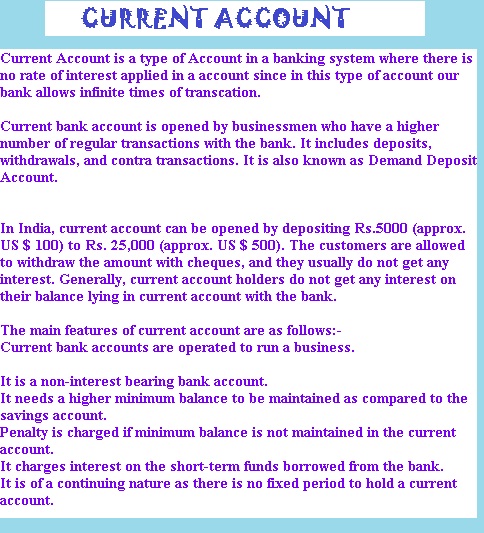 CURRENT ACCOUNT
Current Account is a type of Account in a banking system where there is
no rate of interest applied in a account since in this type of account our
bank allows infinite times of transcation.
Current bank account is opened by businessmen who have a higher
number of regular transactions with the bank. It includes deposits,
withdrawals, and contra transactions. It is also known as Demand Deposit
Account.
In India, current account can be opened by depositing Rs.5000 (approx.
US $ 100) to Rs. 25,000 (approx. US $ 500). The customers are allowed
to withdraw the amount with cheques, and they usually do not get any
interest. Generally, current account holders do not get any interest on
their balance lying in current account with the bank.
The main features of current account are as follows:-
Current bank accounts are operated to run a business.
It is a non-interest bearing bank account.
It needs a higher minimum balance to be maintained as compared to the
savings account.
Penalty is charged if minimum balance is not maintained in the current
account.
It charges interest on the short-term funds borrowed from the bank.
It is of a continuing nature as there is no fixed period to hold a current
account.